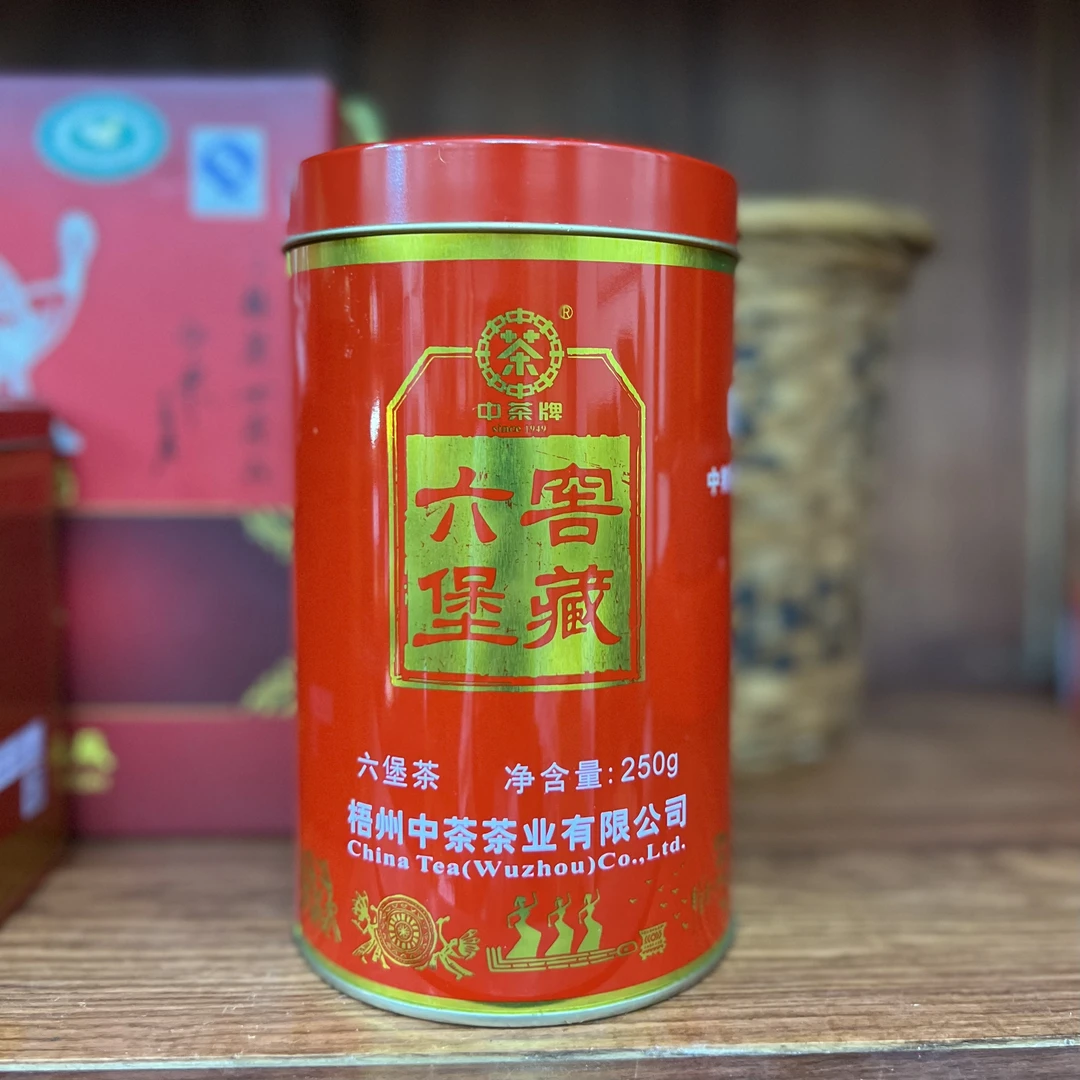 茶
®
中茶牌
since 1949
窖藏
六堡
六堡茶 净含量:250g
梧州中茶茶业有限公司
China Tea(Wuzhou)Co.,Ltd.
中